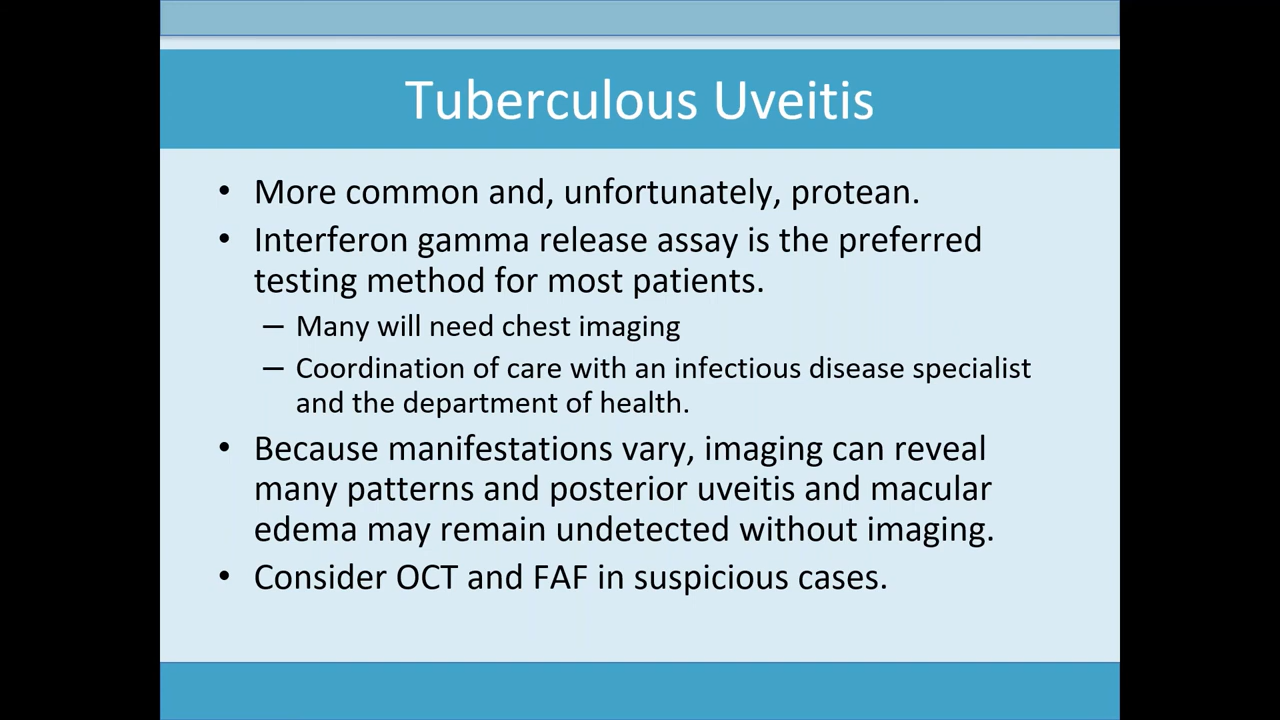 Tuberculous Uveitis
• More common and, unfortunately, protean.
• Interferon gamma release assay is the preferred
testing method for most patients.
– Many will need chest imaging
– Coordination of care with an infectious disease specialist
and the department of health.
• Because manifestations vary, imaging can reveal
many patterns and posterior uveitis and macular
edema may remain undetected without imaging.
• Consider OCT and FAF in suspicious cases.